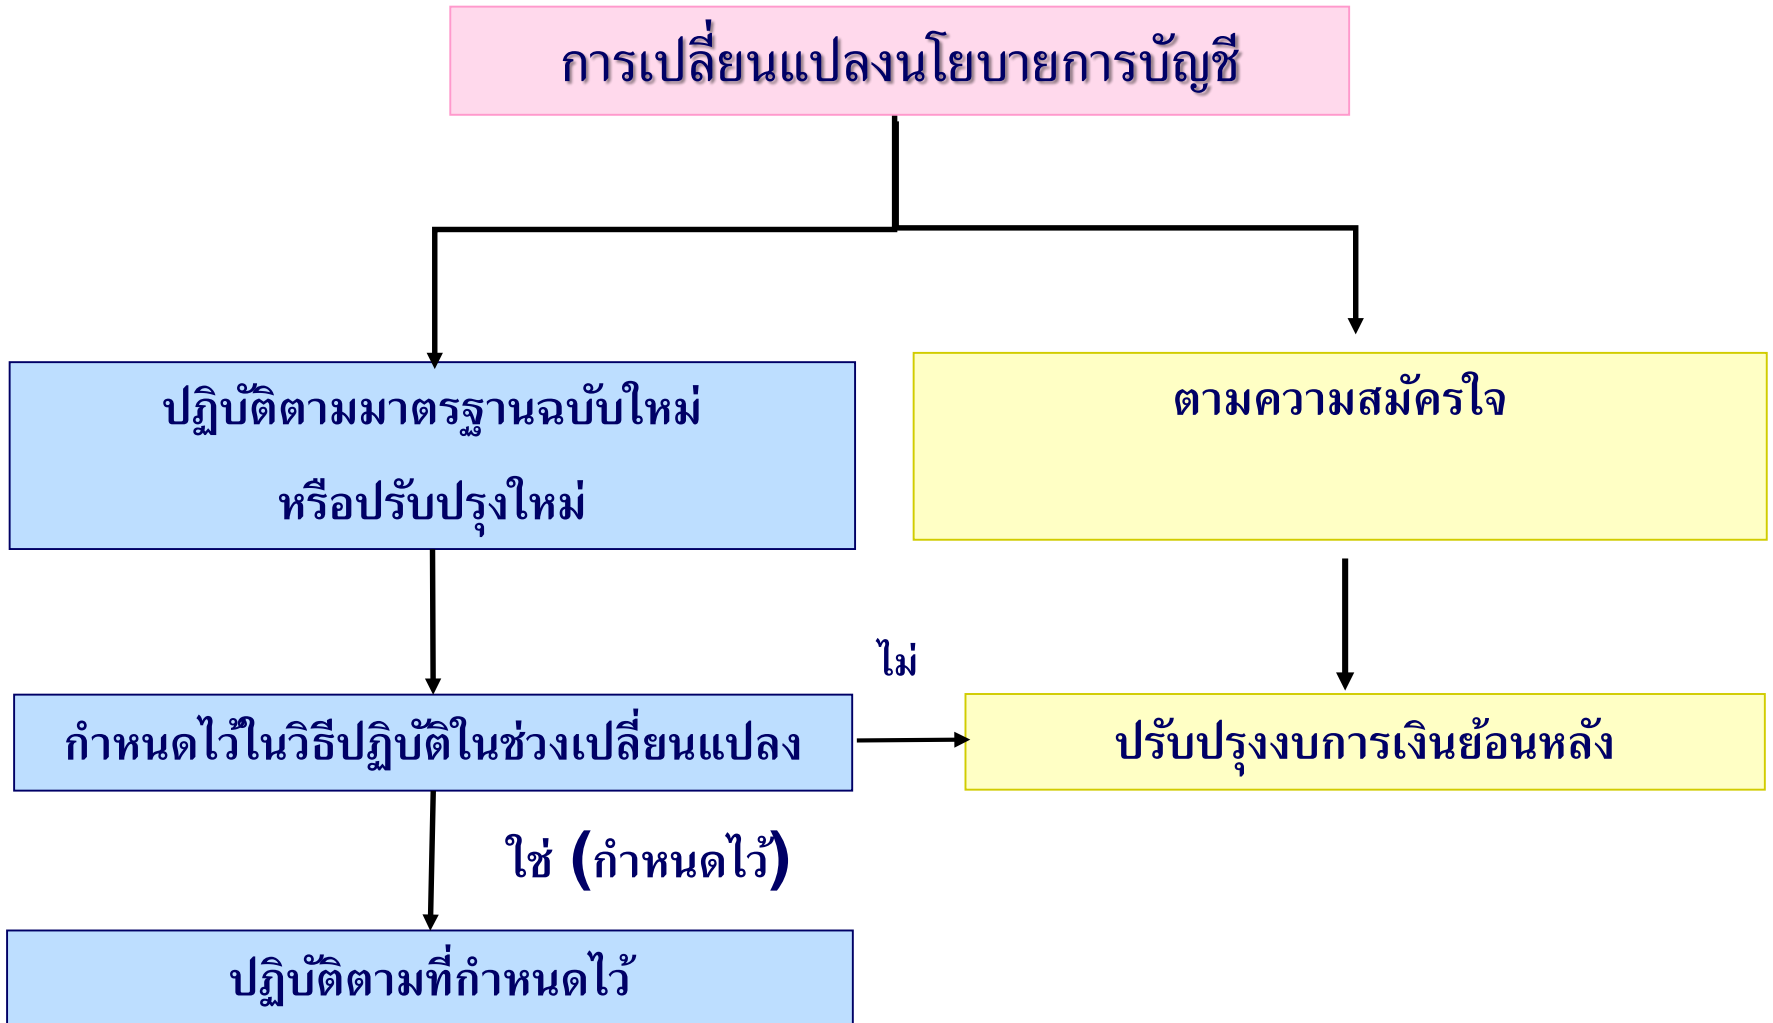 การเปลี่ยนแปลงนโยบายการบัญชี
ปฏิบัติตามมาตรฐานฉบับใหม่
หรือปรับปรุงใหม่
ตามความสมัครใจ
ไม่
กำหนดไว้ในวิธีปฏิบัติในช่วงเปลี่ยนแปลง
ปรับปรุงงบการเงินย้อนหลัง
ใช่ (กำหนดไว้)
ปฏิบัติตามที่กำหนดไว้